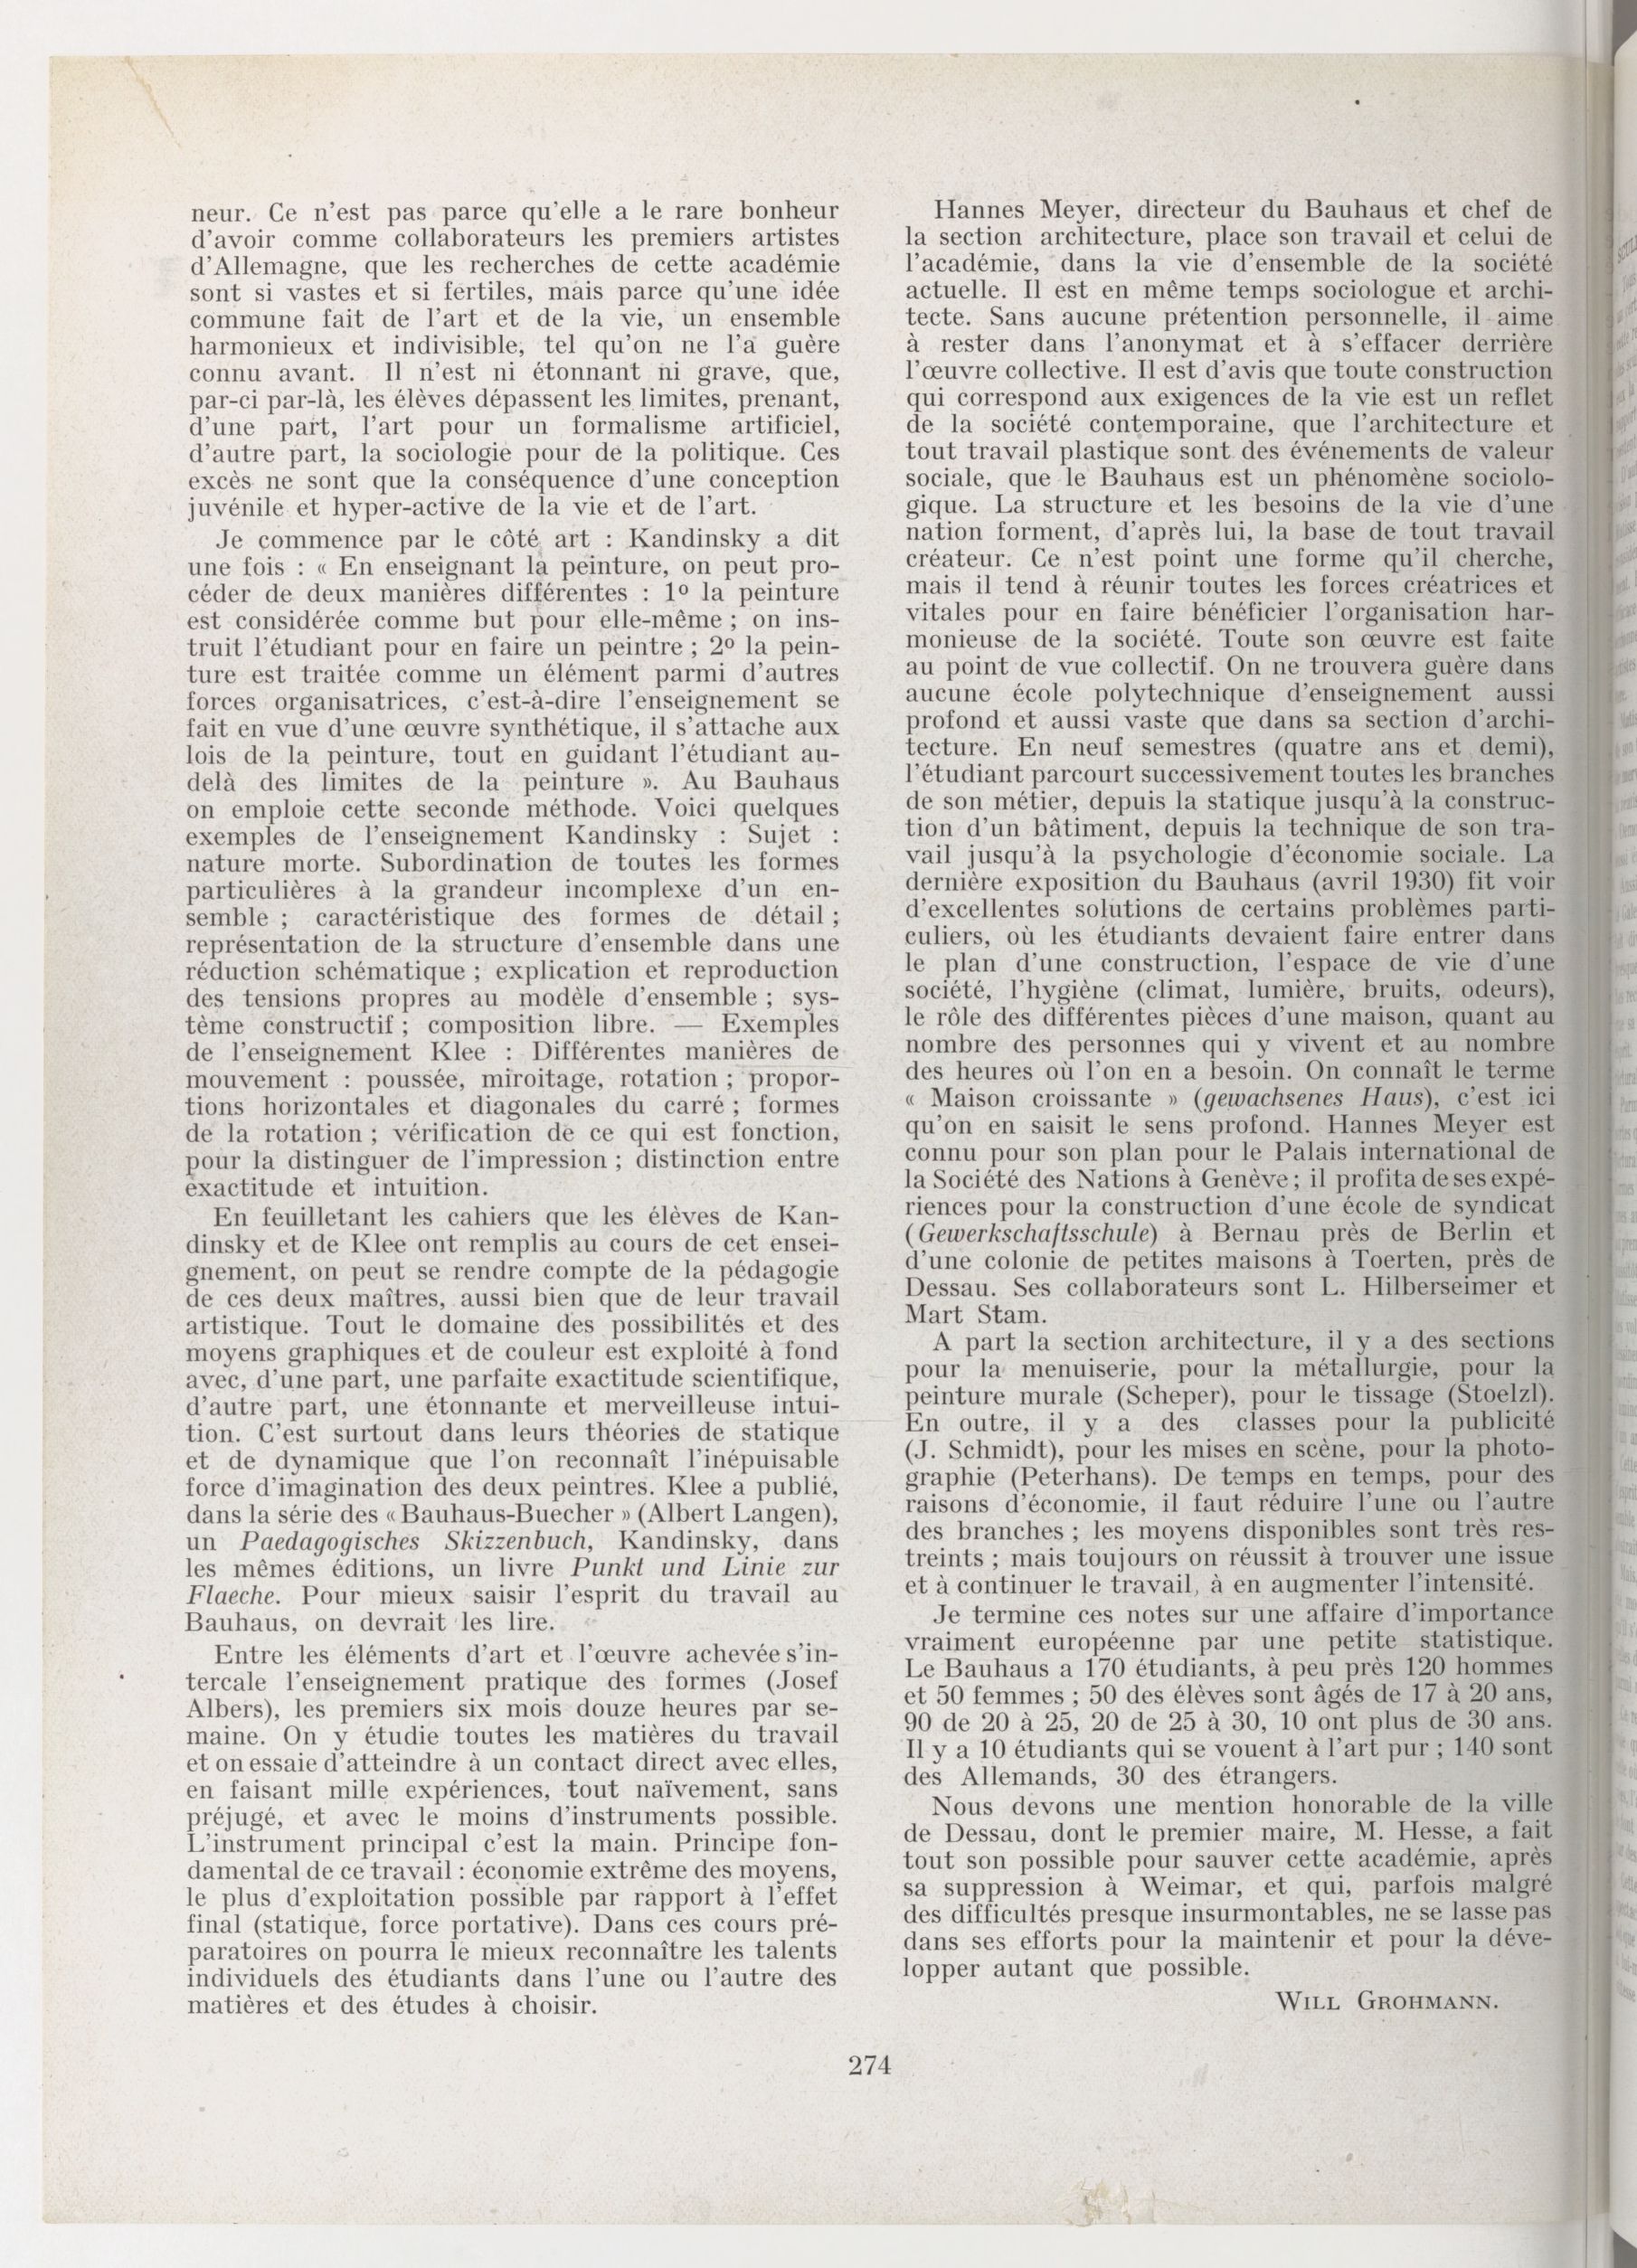 neur. Ce n'est pas parce qu'elle a le rare bonheur
d'avoir comme collaborateurs les premiers artistes
d'Allemagne, que les recherches de cette académie
sont si vastes et si fertiles, mais parce qu'une idée
commune fait de l'art et de la vie, un ensemble
harmonieux et indivisible, tel qu'on ne l'a guère
connu avant. Il n'est ni étonnant ni grave, que,
par-ci par-là, les élèves dépassent les limites, prenant,
d'une part, l'art pour un formalisme artificiel,
d'autre part, la sociologie pour de la politique. Ces
excès ne sont que la conséquence d'une conception
juvénile et hyper-active de la vie et de l'art.
Je commence par le côté art : Kandinsky a dit
une fois : « En enseignant la peinture, on peut pro-
céder de deux manières différentes : 1º la peinture
est considérée comme but pour elle-même ; on ins-
truit l'étudiant pour en faire un peintre ; 2º la pein-
ture est traitée comme un élément parmi d'autres
forces organisatrices, c'est-à-dire l'enseignement se
fait en vue d'une œuvre synthétique, il s'attache aux
lois de la peinture, tout en guidant l'étudiant au-
delà des limites de la peinture ». Au Bauhaus
on emploie cette seconde méthode. Voici quelques
exemples de l'enseignement Kandinsky : Sujet :
nature morte. Subordination de toutes les formes
particulières à la grandeur incomplexe d'un en-
semble ; caractéristique des formes de détail ;
représentation de la structure d'ensemble dans une
réduction schématique ; explication et reproduction
des tensions propres au modèle d'ensemble ; sys-
tème constructif ; composition libre. — Exemples
de l'enseignement Klee : Différentes manières de
mouvement : poussée, miroitage, rotation ; propor-
tions horizontales et diagonales du carré ; formes
de la rotation ; vérification de ce qui est fonction,
pour la distinguer de l'impression ; distinction entre
exactitude et intuition.
En feuilletant les cahiers que les élèves de Kan-
dinsky et de Klee ont remplis au cours de cet ensei-
gnement, on peut se rendre compte de la pédagogie
de ces deux maîtres, aussi bien que de leur travail
artistique. Tout le domaine des possibilités et des
moyens graphiques et de couleur est exploité à fond
avec, d'une part, une parfaite exactitude scientifique,
d'autre part, une étonnante et merveilleuse intui-
tion. C'est surtout dans leurs théories de statique
et de dynamique que l'on reconnaît l'inépuisable
force d'imagination des deux peintres. Klee a publié,
dans la série des « Bauhaus-Buecher » (Albert Langen),
un Paedagogisches Skizzenbuch, Kandinsky, dans
les mêmes éditions, un livre Punkt und Linie zur
Flaeche. Pour mieux saisir l'esprit du travail au
Bauhaus, on devrait les lire.
Entre les éléments d'art et l'œuvre achevée s'in-
tercale l'enseignement pratique des formes (Josef
Albers), les premiers six mois douze heures par se-
maine. On y étudie toutes les matières du travail
et on essaie d'atteindre à un contact direct avec elles,
en faisant mille expériences, tout naïvement, sans
préjugé, et avec le moins d'instruments possible.
L'instrument principal c'est la main. Principe fon-
damental de ce travail : économie extrême des moyens,
le plus d'exploitation possible par rapport à l'effet
final (statique, force portative). Dans ces cours pré-
paratoires on pourra le mieux reconnaître les talents
individuels des étudiants dans l'une ou l'autre des
matières et des études à choisir.
Hannes Meyer, directeur du Bauhaus et chef de
la section architecture, place son travail et celui de
l'académie, dans la vie d'ensemble de la société
actuelle. Il est en même temps sociologue et archi-
tecte. Sans aucune prétention personnelle, il aime
à rester dans l'anonymat et à s'effacer derrière
l'œuvre collective. Il est d'avis que toute construction
qui correspond aux exigences de la vie est un reflet
de la société contemporaine, que l'architecture et
tout travail plastique sont des événements de valeur
sociale, que le Bauhaus est un phénomène sociolo-
gique. La structure et les besoins de la vie d'une
nation forment, d'après lui, la base de tout travail
créateur. Ce n'est point une forme qu'il cherche,
mais il tend à réunir toutes les forces créatrices et
vitales pour en faire bénéficier l'organisation har-
monieuse de la société. Toute son œuvre est faite
au point de vue collectif. On ne trouvera guère dans
aucune école polytechnique d'enseignement aussi
profond et aussi vaste que dans sa section d'archi-
tecture. En neuf semestres (quatre ans et demi),
l'étudiant parcourt successivement toutes les branches
de son métier, depuis la statique jusqu'à la construc-
tion d'un bâtiment, depuis la technique de son tra-
vail jusqu'à la psychologie d'économie sociale. La
dernière exposition du Bauhaus (avril 1930) fit voir
d'excellentes solutions de certains problèmes parti-
culiers, où les étudiants devaient faire entrer dans
le plan d'une construction, l'espace de vie d'une
société, l'hygiène (climat, lumière, bruits, odeurs),
le rôle des différentes pièces d'une maison, quant au
nombre des personnes qui y vivent et au nombre
des heures où l'on en a besoin. On connaît le terme
« Maison croissante » (gewachsenes Haus), c'est ici
qu'on en saisit le sens profond. Hannes Meyer est
connu pour son plan pour le Palais international de
la Société des Nations à Genève ; il profita de ses expé-
riences pour la construction d'une école de syndicat
(Gewerkschaftsschule) à Bernau près de Berlin et
d'une colonie de petites maisons à Toerten, près de
Dessau. Ses collaborateurs sont L. Hilberseimer et
Mart Stam.
A part la section architecture, il y a des sections
pour la menuiserie, pour la métallurgie, pour la
peinture murale (Scheper), pour le tissage (Stoelzl).
En outre, il y a des classes pour la publicité
(J. Schmidt), pour les mises en scène, pour la photo-
graphie (Peterhans). De temps en temps, pour des
raisons d'économie, il faut réduire l'une ou l'autre
des branches ; les moyens disponibles sont très res-
treints ; mais toujours on réussit à trouver une issue
et à continuer le travail, à en augmenter l'intensité.
Je termine ces notes sur une affaire d'importance
vraiment européenne par une petite statistique.
Le Bauhaus a 170 étudiants, à peu près 120 hommes
et 50 femmes ; 50 des élèves sont âgés de 17 à 20 ans,
90 de 20 à 25, 20 de 25 à 30, 10 ont plus de 30 ans.
Il y a 10 étudiants qui se vouent à l'art pur ; 140 sont
des Allemands, 30 des étrangers.
Nous devons une mention honorable de la ville
de Dessau, dont le premier maire, M. Hesse, a fait
tout son possible pour sauver cette académie, après
sa suppression à Weimar, et qui, parfois malgré
des difficultés presque insurmontables, ne se lasse pas
dans ses efforts pour la maintenir et pour la déve-
lopper autant que possible.
WILL GROHMANN.
274